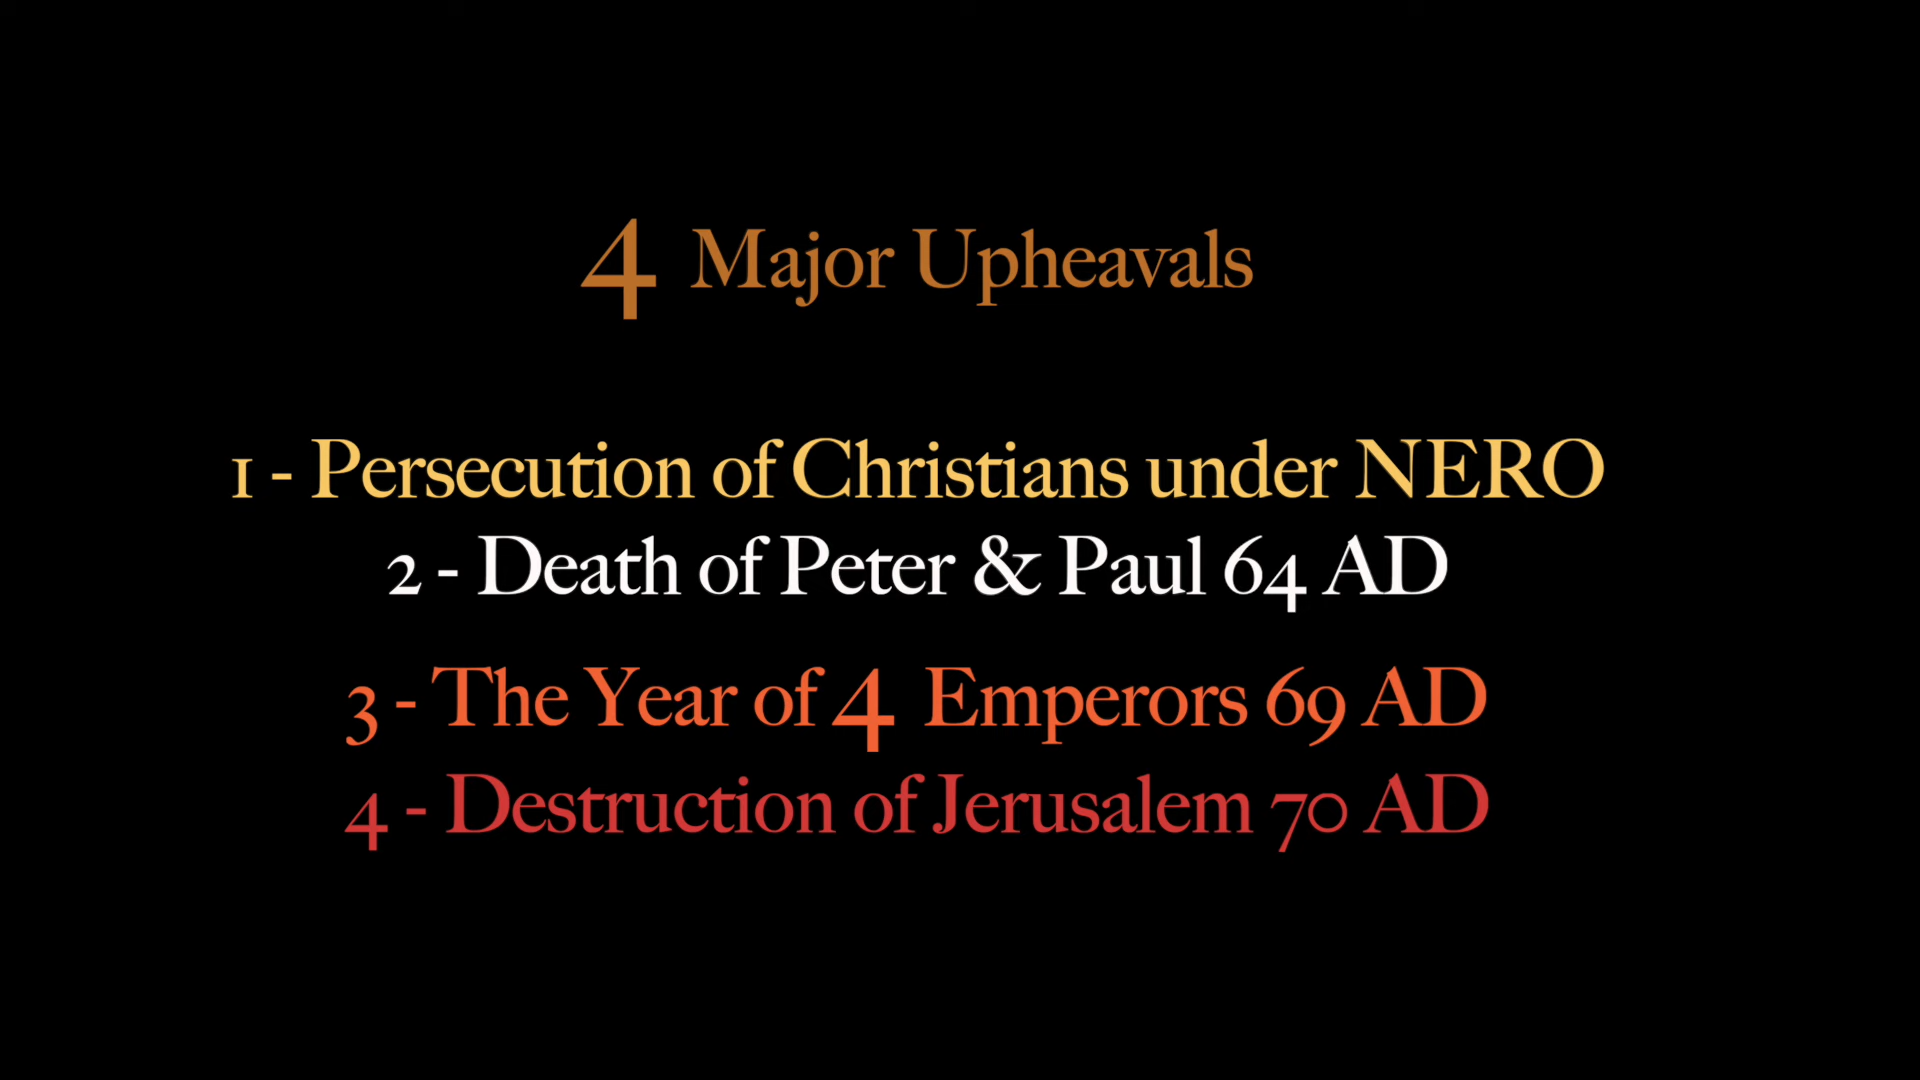 4 Major Upheavals
1 - Persecution of Christians under NERO
2 - Death of Peter & Paul 64 AD
3 - The Year of 4 Emperors 69 AD
4 - Destruction of Jerusalem 70 AD